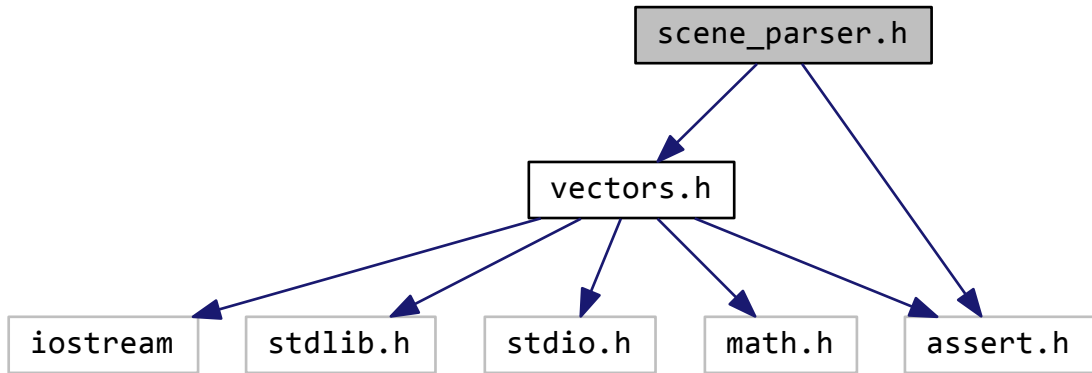 scene_parser.h
vectors.h
iostream
stdlib.h
stdio.h
math.h
assert.h